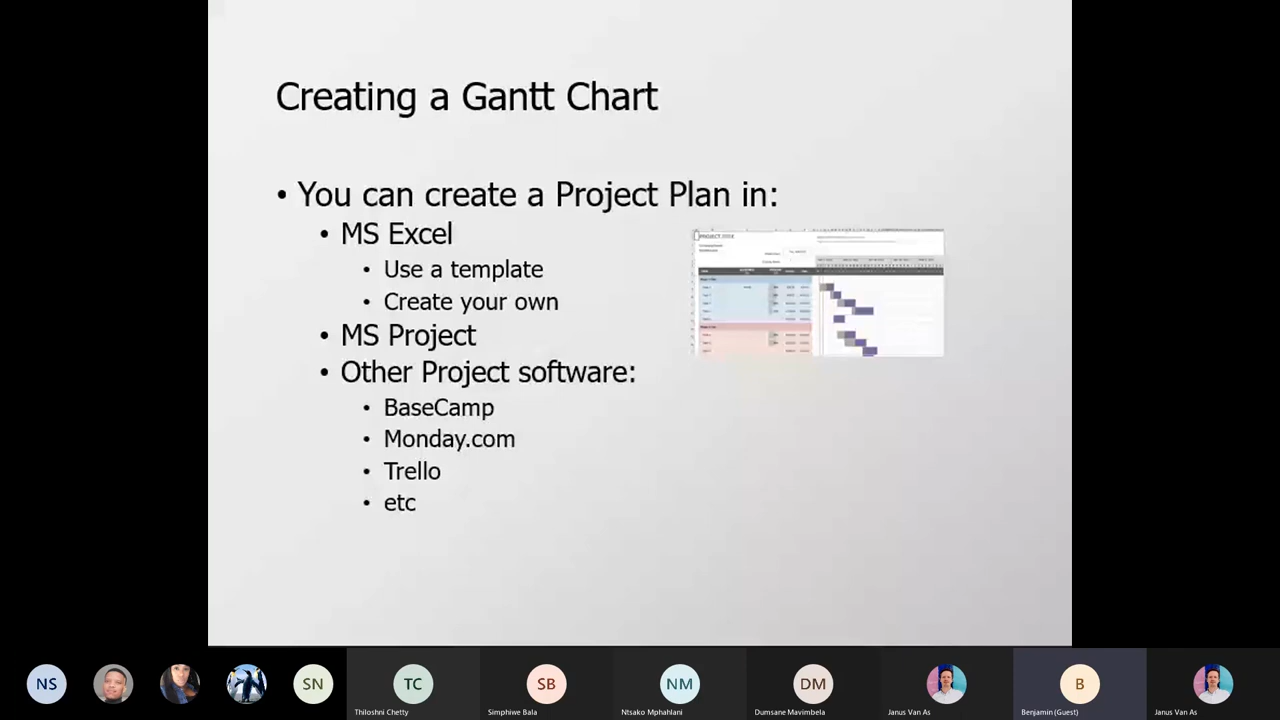 Creating a Gantt Chart
• You can create a Project Plan in:
• MS Excel
• Use a template
• Create your own
• MS Project
• Other Project software:
• BaseCamp
• Monday.com
• Trello
• etc
PROJECT TITLE
NS
SN
TC
SB
NM
DM
B
Thiloshni Chetty
Simphiwe Bala
Ntsako Mphahlani
Dumsane Mavimbela
Janus Van As
Benjamin (Guest)
Janus Van As